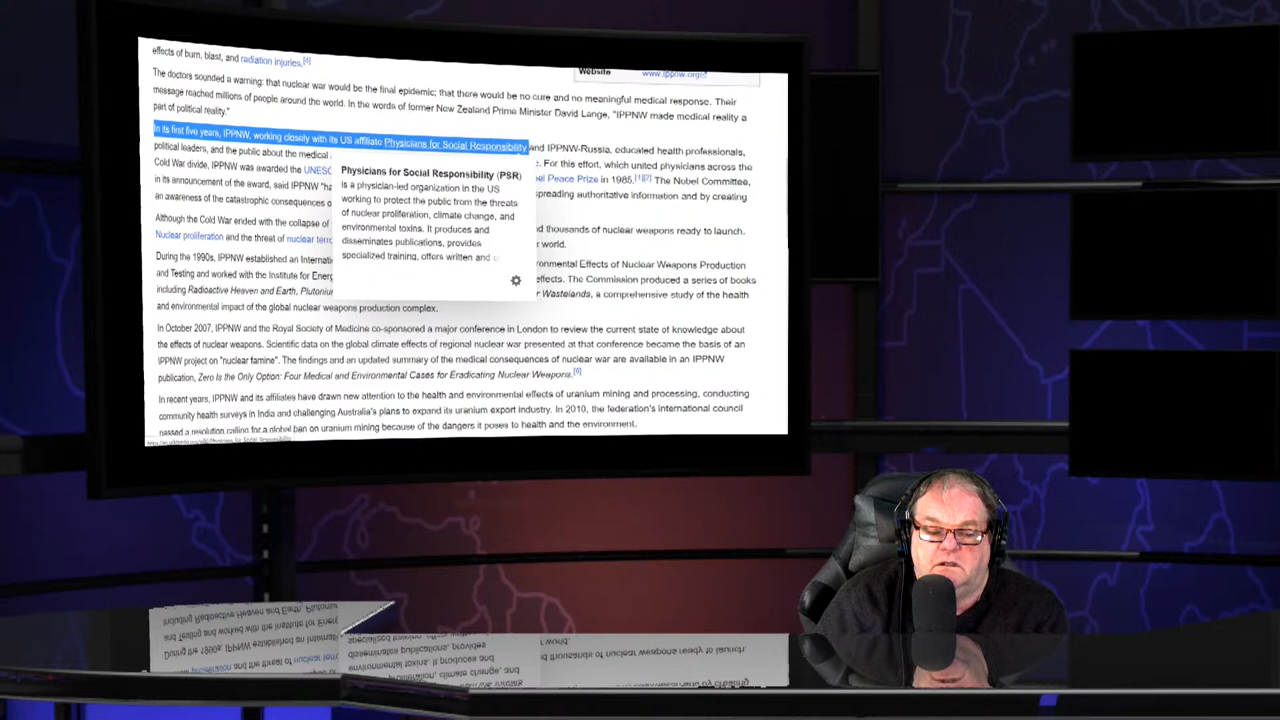 effects of burn, blast, and radiation injuries.[4]
Website www.ippnw.org
The doctors sounded a warning: that nuclear war would be the final epidemic; that there would be no cure and no meaningful medical response. Their
message reached millions of people around the world. In the words of former New Zealand Prime Minister David Lange, "IPPNW made medical reality a
part of political reality."
In its first five years, IPPNW, working closely with its US affiliate Physicians for Social Responsibility and IPPNW-Russia, educated health professionals,
political leaders, and the public about the medical
Cold War divide, IPPNW was awarded the UNESC For this effort, which united physicians across the
in its announcement of the award, said IPPNW "ha el Peace Prize in 1985.[1][2] The Nobel Committee,
an awareness of the catastrophic consequences o spreading authoritative information and by creating
Physicians for Social Responsibility (PSR)
is a physician-led organization in the US
working to protect the public from the threats
of nuclear proliferation, climate change, and
environmental toxins. It produces and
disseminates publications, provides
specialized training, offers written and
Although the Cold War ended with the collapse of d thousands of nuclear weapons ready to launch.
Nuclear proliferation and the threat of nuclear terro r world.
During the 1990s, IPPNW established an Internati ronmental Effects of Nuclear Weapons Production
and Testing and worked with the Institute for Energ effects. The Commission produced a series of books
including Radioactive Heaven and Earth, Plutoniu r Wastelands, a comprehensive study of the health
and environmental impact of the global nuclear weapons production complex.
In October 2007, IPPNW and the Royal Society of Medicine co-sponsored a major conference in London to review the current state of knowledge about
the effects of nuclear weapons. Scientific data on the global climate effects of regional nuclear war presented at that conference became the basis of an
IPPNW project on "nuclear famine". The findings and an updated summary of the medical consequences of nuclear war are available in an IPPNW
publication, Zero Is the Only Option: Four Medical and Environmental Cases for Eradicating Nuclear Weapons.[6]
In recent years, IPPNW and its affiliates have drawn new attention to the health and environmental effects of uranium mining and processing, conducting
community health surveys in India and challenging Australia's plans to expand its uranium export industry. In 2010, the federation's international council
passed a resolution calling for a global ban on uranium mining because of the dangers it poses to health and the environment.